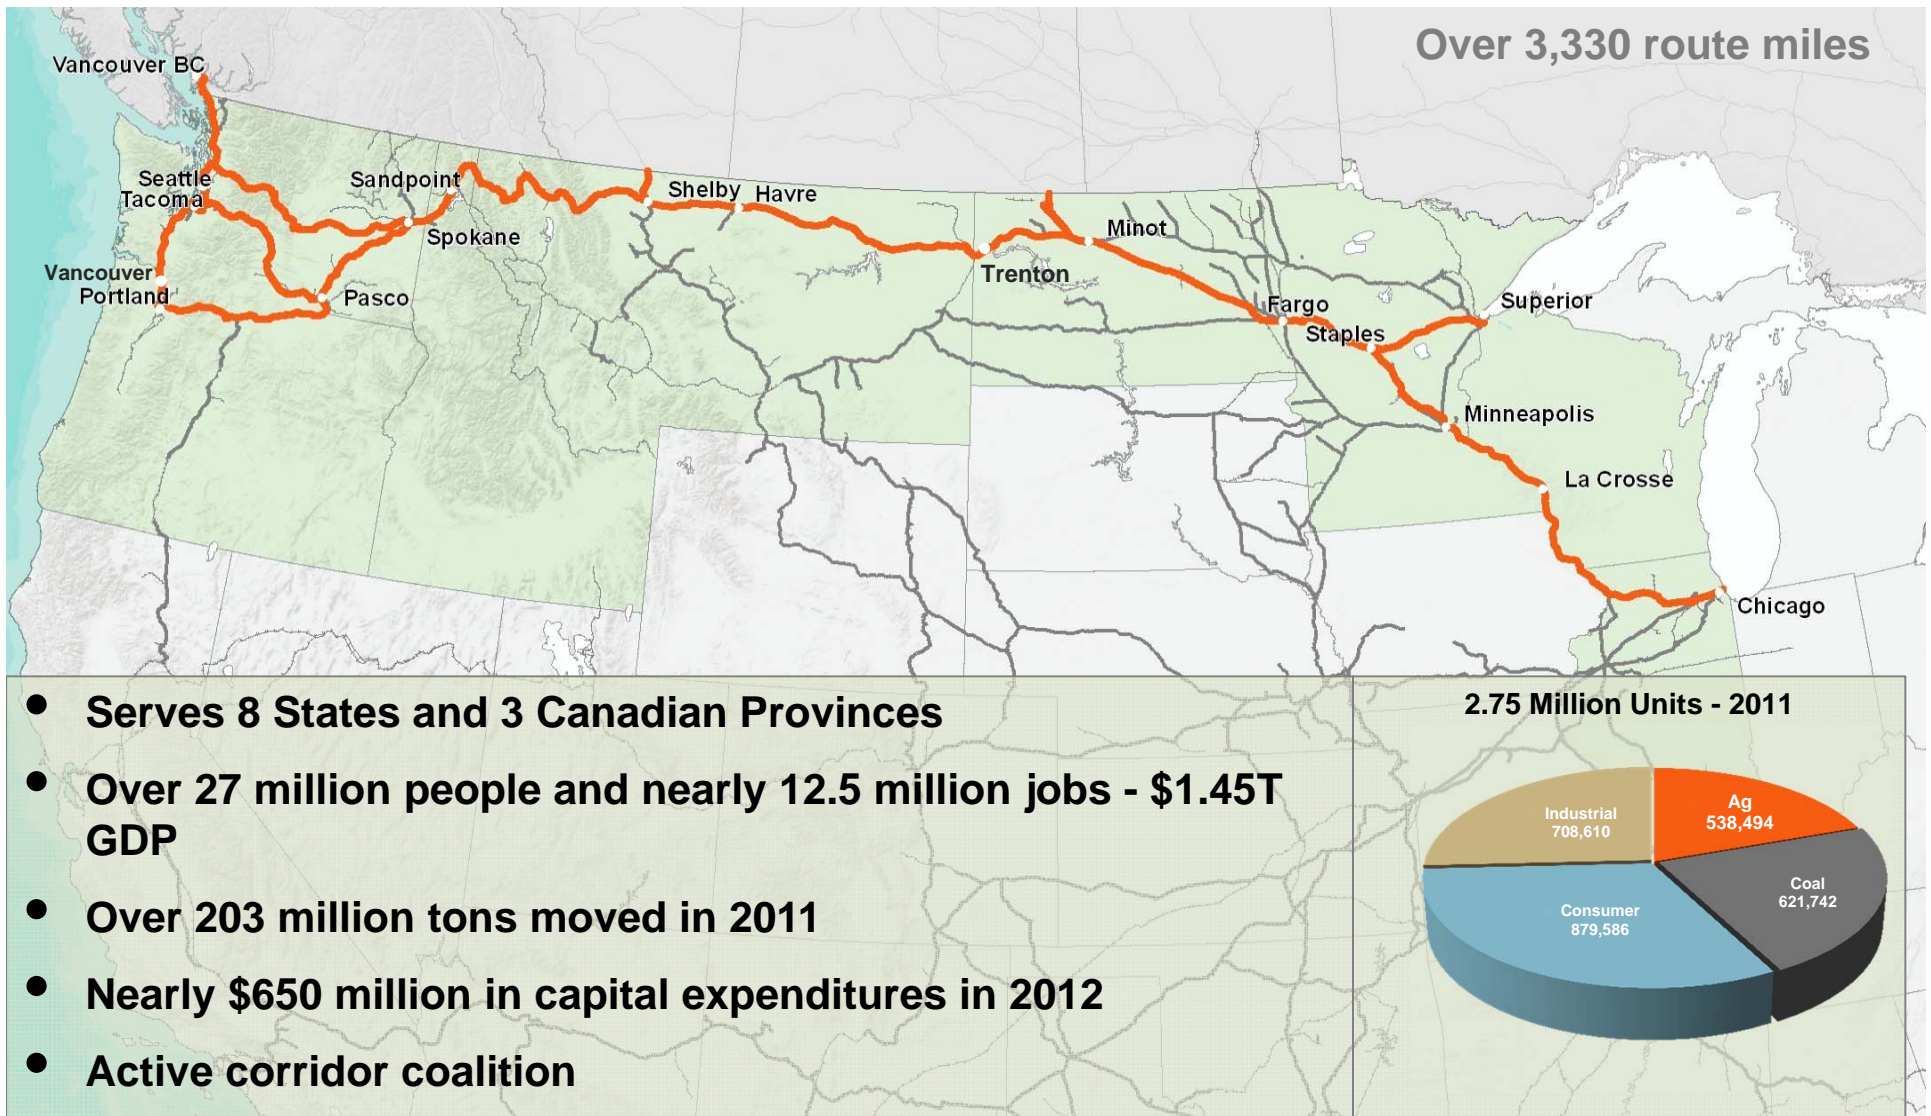 Over 3,330 route miles
Vancouver BC
Seattle
Tacoma
Sandpoint
Spokane
Vancouver
Portland
Pasco
Shelby
Havre
Trenton
Minot
Fargo
Staples
Superior
Minneapolis
La Crosse
Chicago
• Serves 8 States and 3 Canadian Provinces
• Over 27 million people and nearly 12.5 million jobs - $1.45T
GDP
• Over 203 million tons moved in 2011
• Nearly $650 million in capital expenditures in 2012
• Active corridor coalition
2.75 Million Units - 2011
Industrial
708,610
Ag
538,494
Coal
621,742
Consumer
879,586